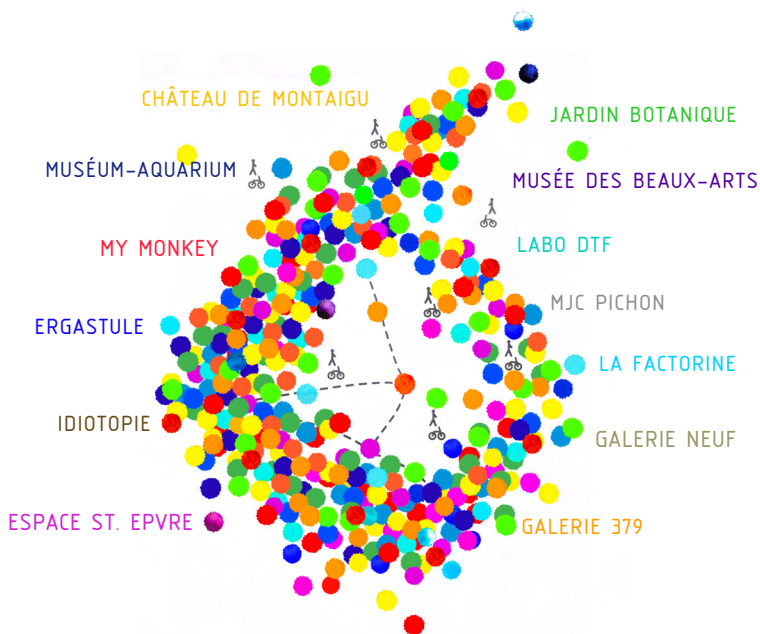 CHÂTEAU DE MONTAIGU
JARDIN BOTANIQUE
MUSÉUM-AQUARIUM
MUSÉE DES BEAUX-ARTS
MY MONKEY
LABO DTF
ERGASTULE
MJC PICHON
LA FACTORINE
IDIOTOPIE
GALERIE NEUF
ESPACE ST. EPVRE
GALERIE 379